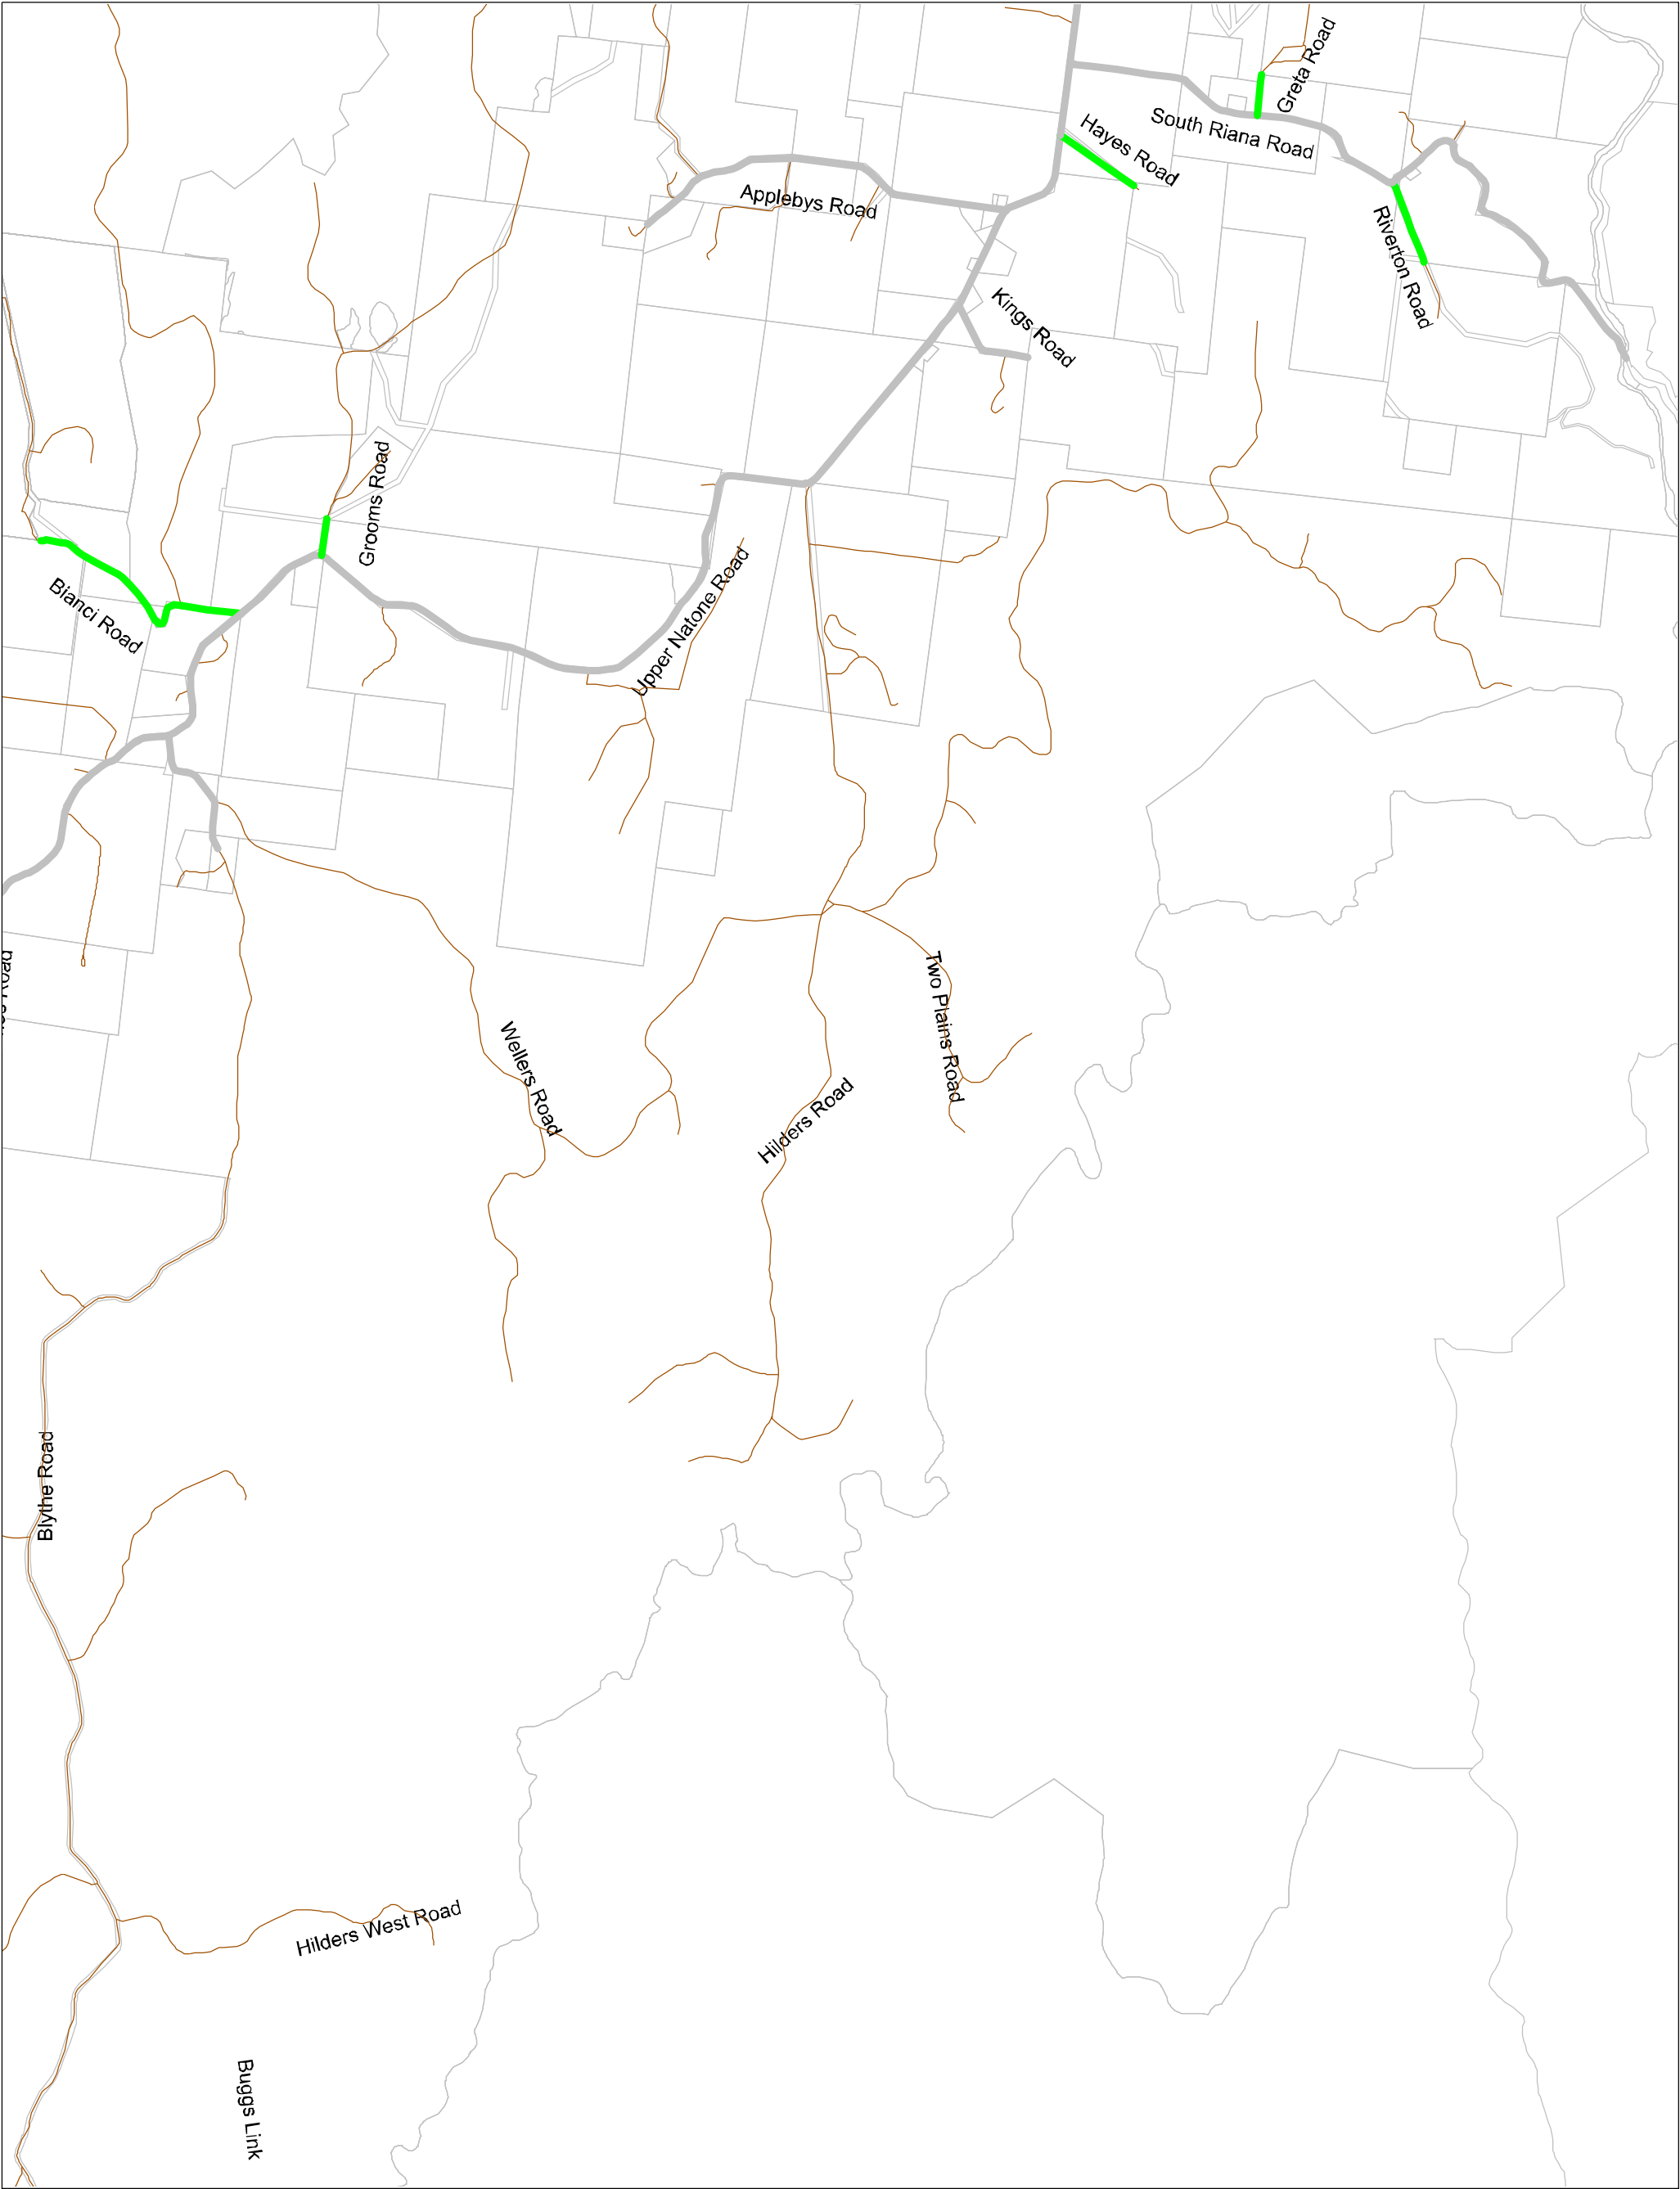 Greta Road
South Riana Road
Hayes Road
Applebys Road
Riverton Road
Kings Road
Grooms Road
Upper Natone Road
Bianci Road
Road
Two Plains Road
Wellers Road
Hilders Road
Blythe Road
Hilders West Road
Buggs Link